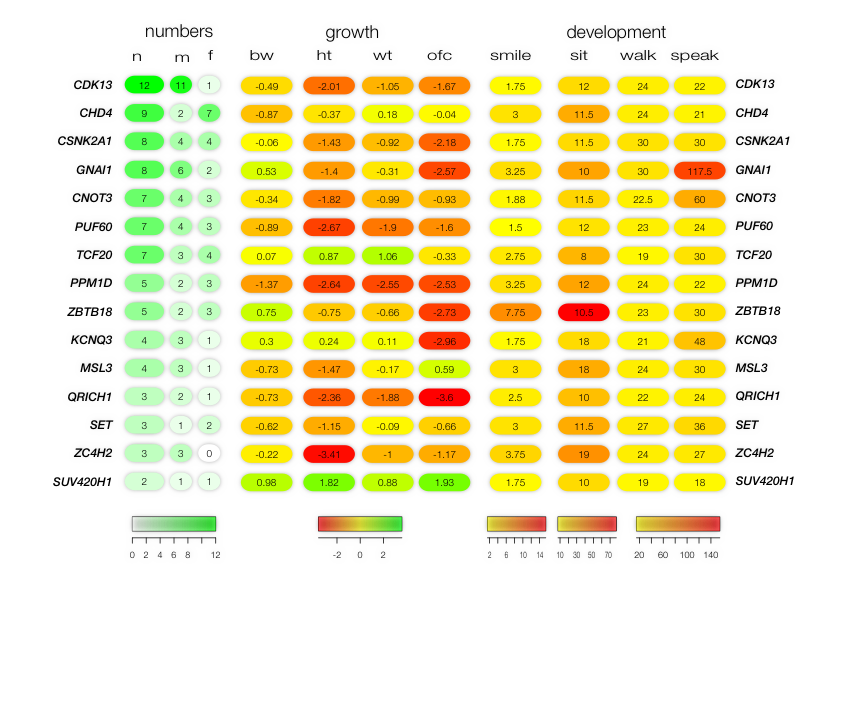 numbers growth development
n m f bw ht wt ofc smile sit walk speak
CDK13 12 11 1 -0.49 -2.01 -1.05 -1.67 1.75 12 24 22 CDK13
CHD4 9 2 7 -0.87 -0.37 0.18 -0.04 3 11.5 24 21 CHD4
CSNK2A1 8 4 4 -0.06 -1.43 -0.92 -2.18 1.75 11.5 30 30 CSNK2A1
GNAI1 8 6 2 0.53 -1.4 -0.31 -2.57 3.25 10 30 117.5 GNAI1
CNOT3 7 4 3 -0.34 -1.82 -0.99 -0.93 1.88 11.5 22.5 60 CNOT3
PUF60 7 4 3 -0.89 -2.67 -1.9 -1.6 1.5 12 23 24 PUF60
TCF20 7 3 4 0.07 0.87 1.06 -0.33 2.75 8 19 30 TCF20
PPM1D 5 2 3 -1.37 -2.64 -2.55 -2.53 3.25 12 24 22 PPM1D
ZBTB18 5 2 3 0.75 -0.75 -0.66 -2.73 7.75 10.5 23 30 ZBTB18
KCNQ3 4 3 1 0.3 0.24 0.11 -2.96 1.75 18 21 48 KCNQ3
MSL3 4 3 1 -0.73 -1.47 -0.17 0.59 3 18 24 30 MSL3
QRICH1 3 2 1 -0.73 -2.36 -1.88 -3.6 2.5 10 22 24 QRICH1
SET 3 1 2 -0.62 -1.15 -0.09 -0.66 3 11.5 27 36 SET
ZC4H2 3 3 0 -0.22 -3.41 -1 -1.17 3.75 19 24 27 ZC4H2
SUV420H1 2 1 1 0.98 1.82 0.88 1.93 1.75 10 19 18 SUV420H1
0 2 4 6 8 12 -2 0 2 2 6 10 14 10 30 50 70 20 60 100 140